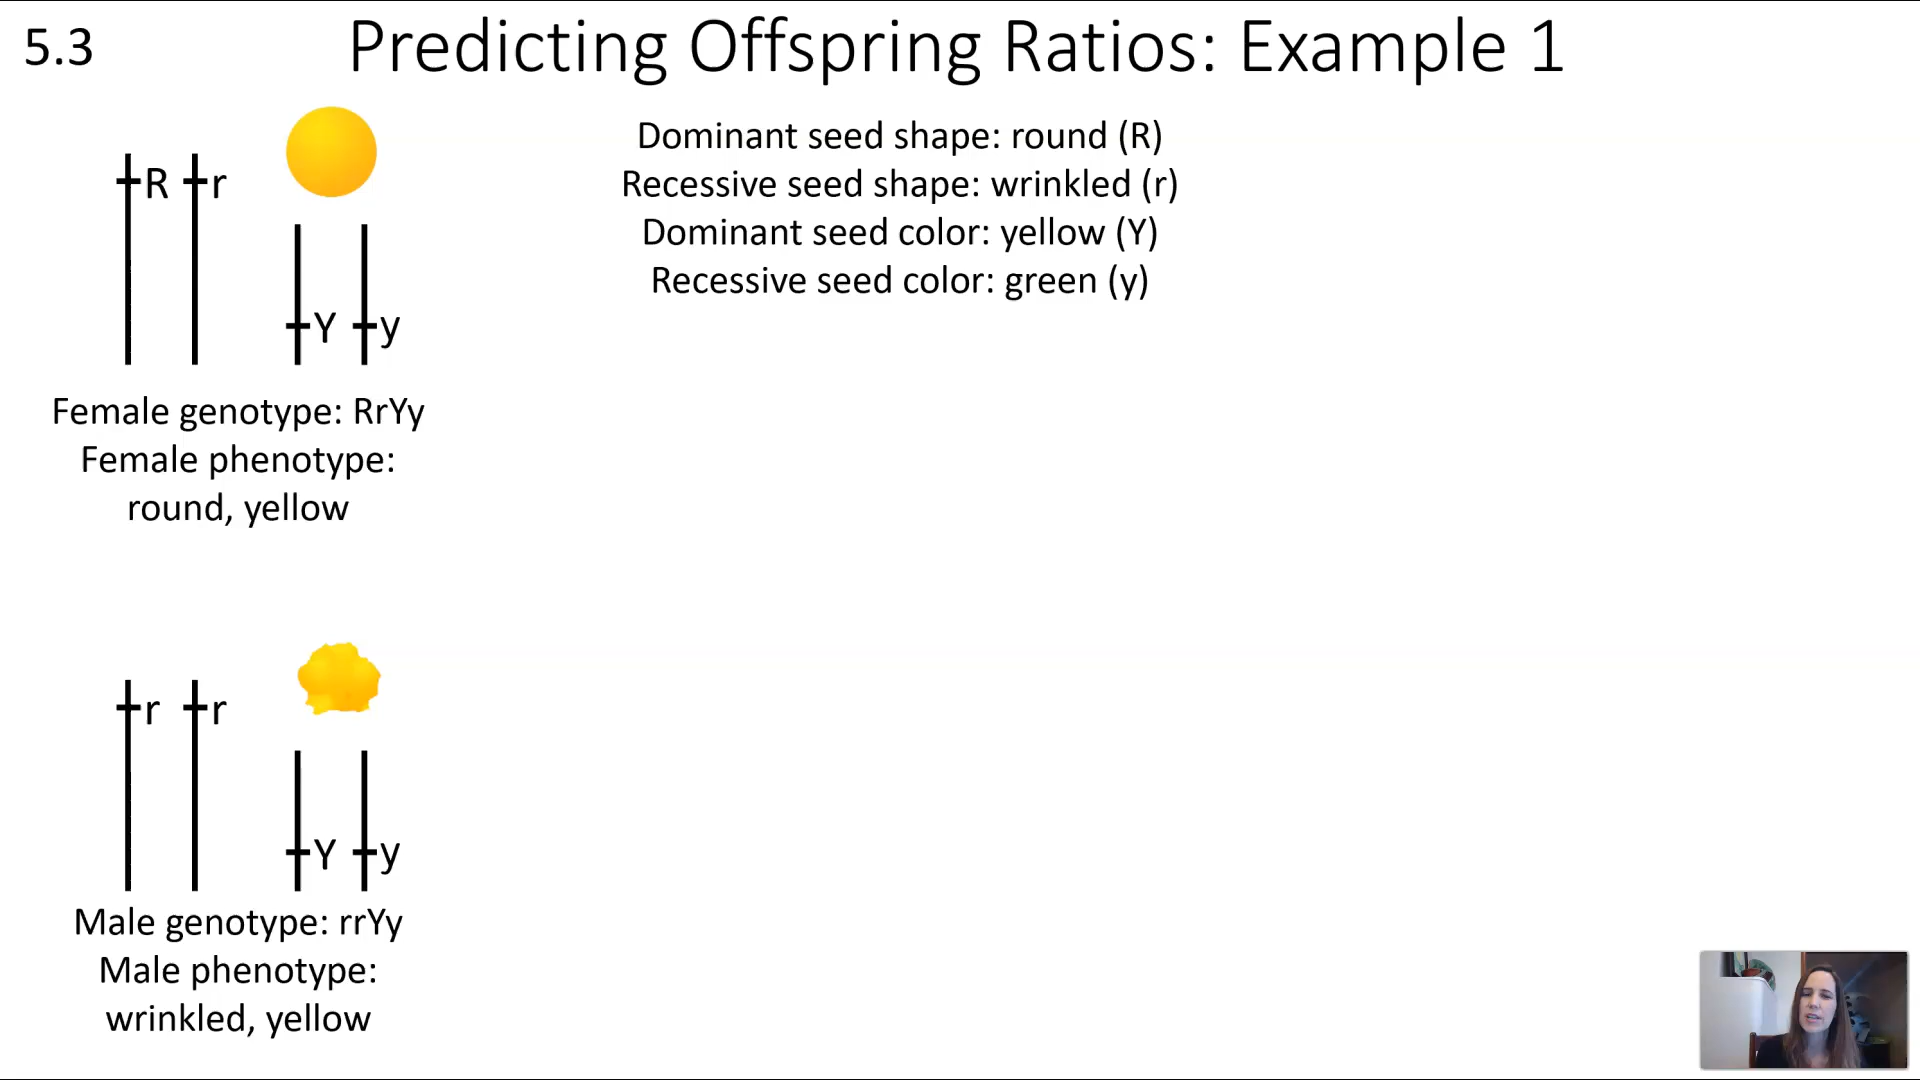 5.3
Predicting Offspring Ratios: Example 1
R r
Y y
Female genotype: RrYy
Female phenotype:
round, yellow
Dominant seed shape: round (R)
Recessive seed shape: wrinkled (r)
Dominant seed color: yellow (Y)
Recessive seed color: green (y)
r r
Y y
Male genotype: rrYy
Male phenotype:
wrinkled, yellow